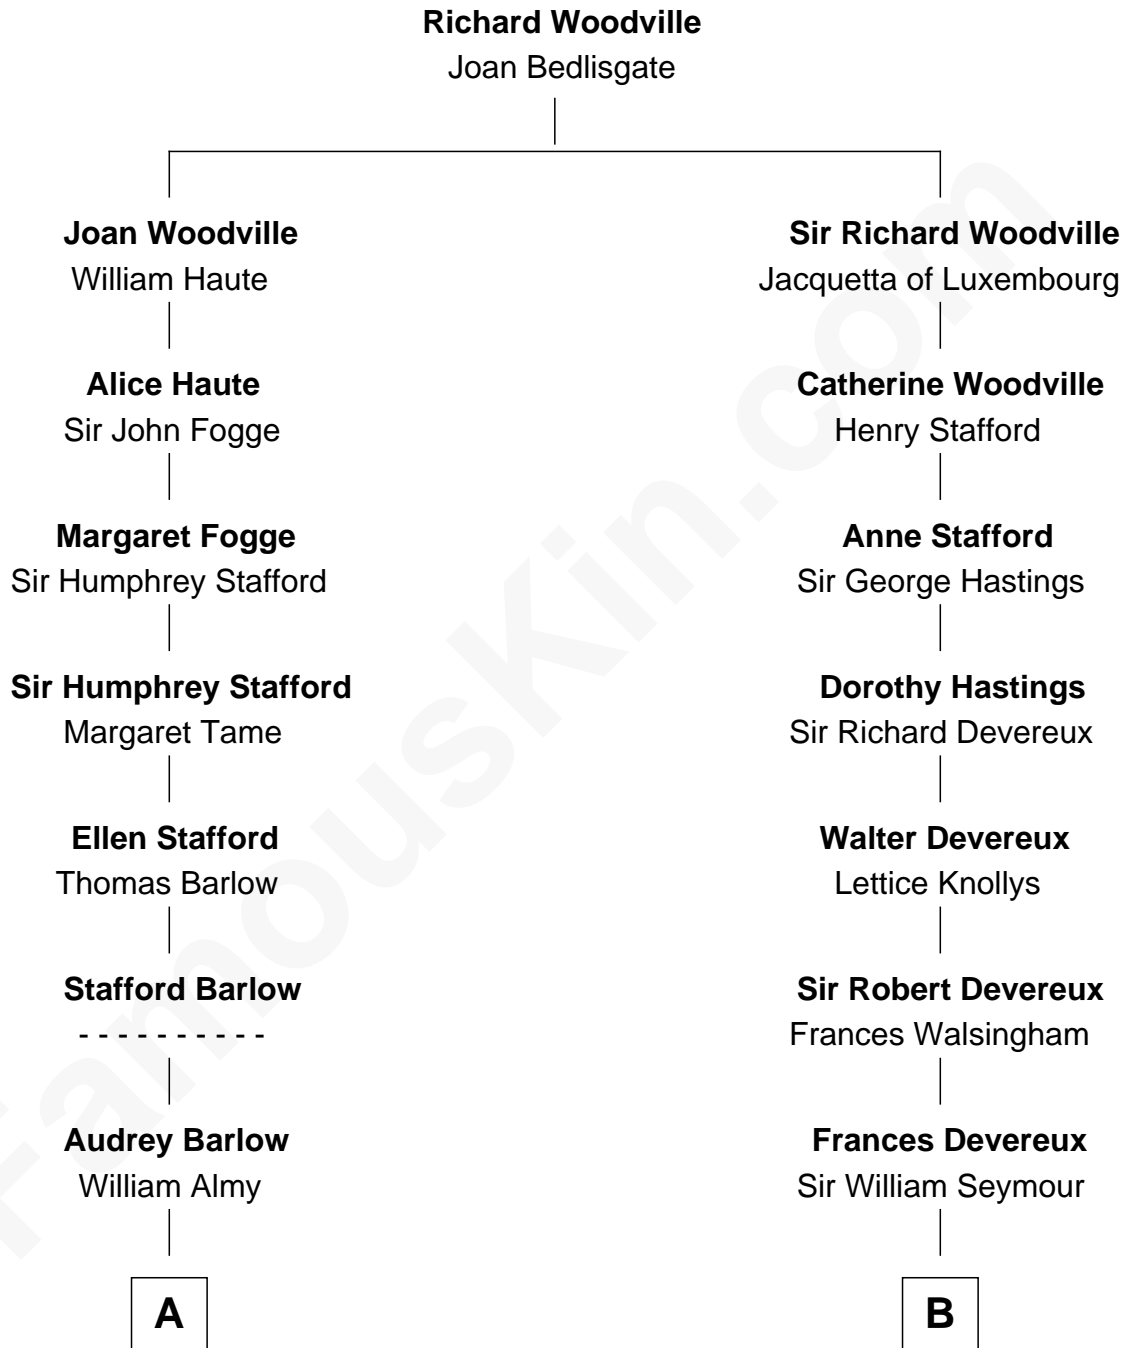 Richard Woodville
Joan Bedlisgate
Joan Woodville
William Haute
Sir Richard Woodville
Jacquetta of Luxembourg
Alice Haute
Sir John Fogge
Catherine Woodville
Henry Stafford
Margaret Fogge
Sir Humphrey Stafford
Anne Stafford
Sir George Hastings
Sir Humphrey Stafford
Margaret Tame
Dorothy Hastings
Sir Richard Devereux
Ellen Stafford
Thomas Barlow
Walter Devereux
Lettice Knollys
Stafford Barlow
- - - - - - - - - -
Sir Robert Devereux
Frances Walsingham
Audrey Barlow
William Almy
Frances Devereux
Sir William Seymour
A
B
FamousKin.com